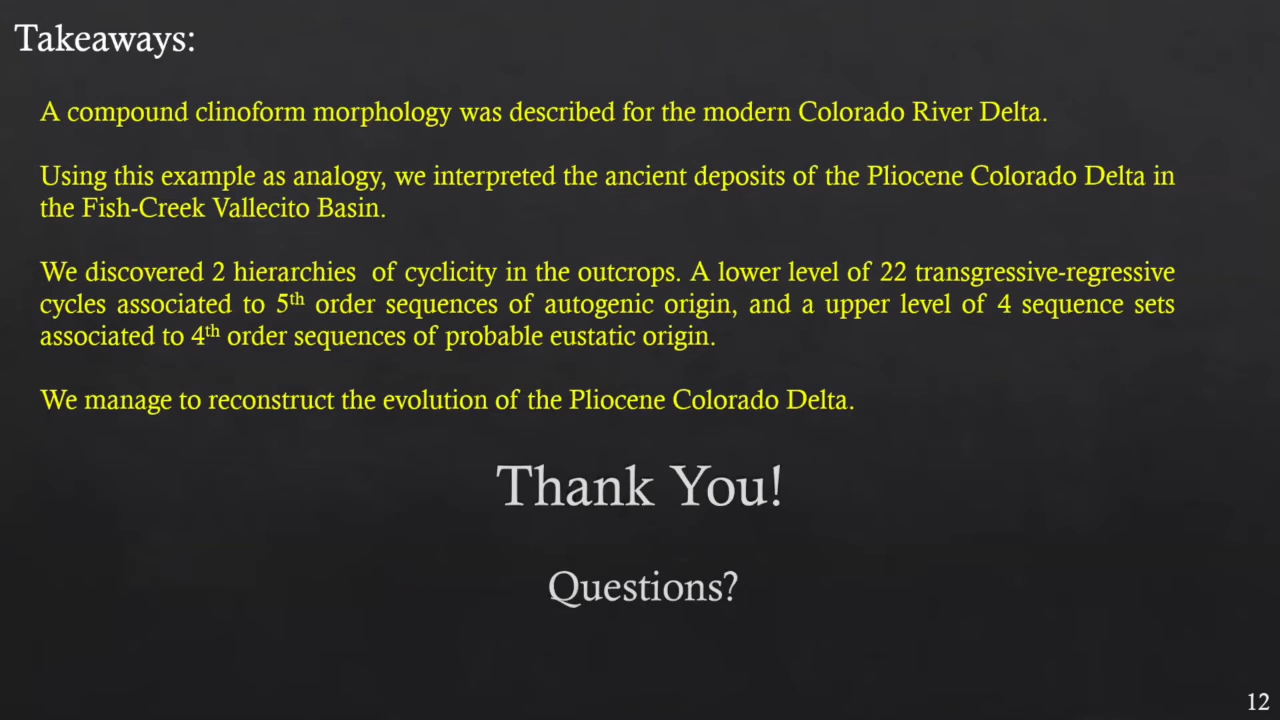 Takeaways:
A compound clinoform morphology was described for the modern Colorado River Delta.
Using this example as analogy, we interpreted the ancient deposits of the Pliocene Colorado Delta in
the Fish-Creek Vallecito Basin.
We discovered 2 hierarchies of cyclicity in the outcrops. A lower level of 22 transgressive-regressive
cycles associated to 5th order sequences of autogenic origin, and a upper level of 4 sequence sets
associated to 4th order sequences of probable eustatic origin.
We manage to reconstruct the evolution of the Pliocene Colorado Delta.
Thank You!
Questions?
12